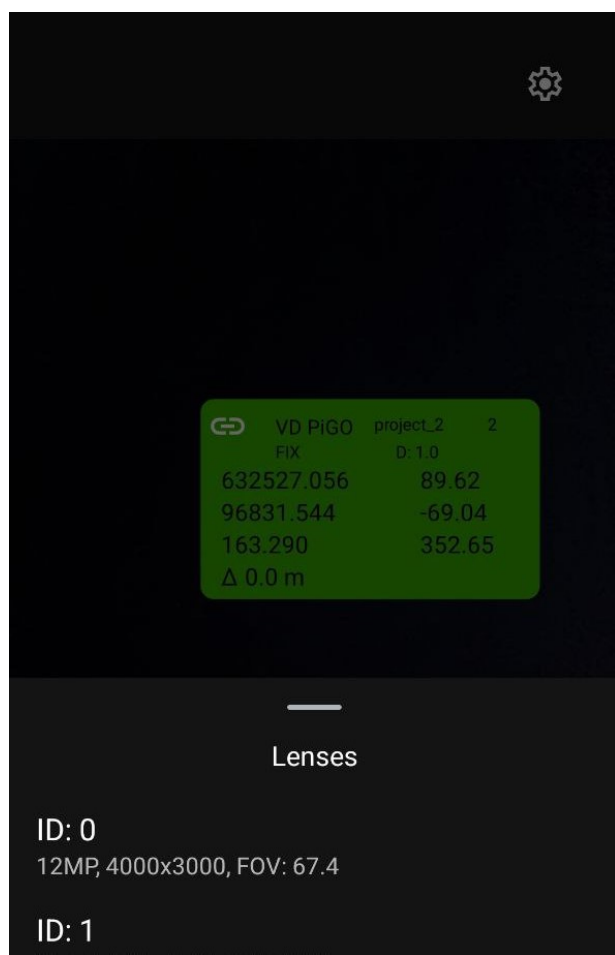 VD PiGO project_2 2
FIX D: 1.0
632527.056 89.62
96831.544 -69.04
163.290 352.65
Δ 0.0 m
Lenses
ID: 0
12MP, 4000x3000, FOV: 67.4
ID: 1